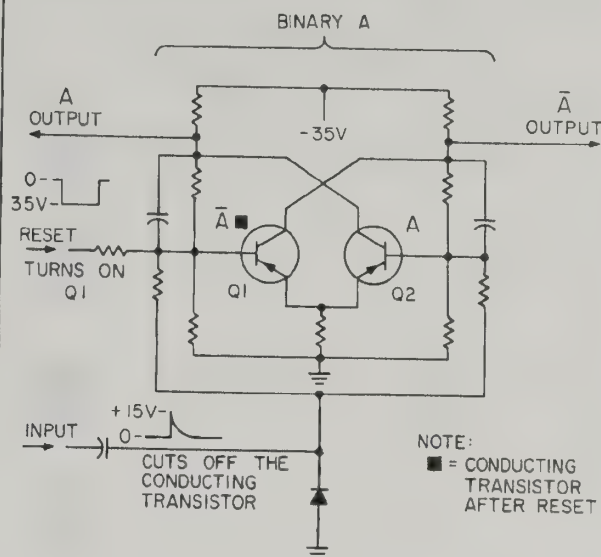 BINARY A
A
OUTPUT
Ā
OUTPUT
-35V
0-
35V-
RESET
TURNS ON
Q1
Ā ■
A
Q1
Q2
+15V-
0-
INPUT
CUTS OFF THE
CONDUCTING
TRANSISTOR
NOTE:
■ = CONDUCTING
TRANSISTOR
AFTER RESET